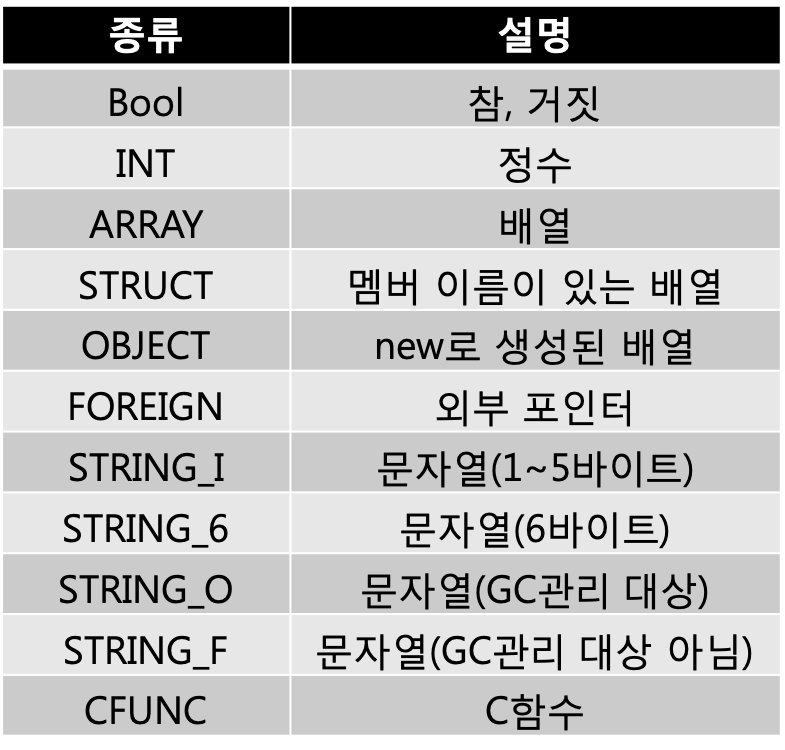 종류 설명
Bool 참, 거짓
INT 정수
ARRAY 배열
STRUCT 멤버 이름이 있는 배열
OBJECT new로 생성된 배열
FOREIGN 외부 포인터
STRING_I 문자열(1~5바이트)
STRING_6 문자열(6바이트)
STRING_O 문자열(GC관리 대상)
STRING_F 문자열(GC관리 대상 아님)
CFUNC C함수